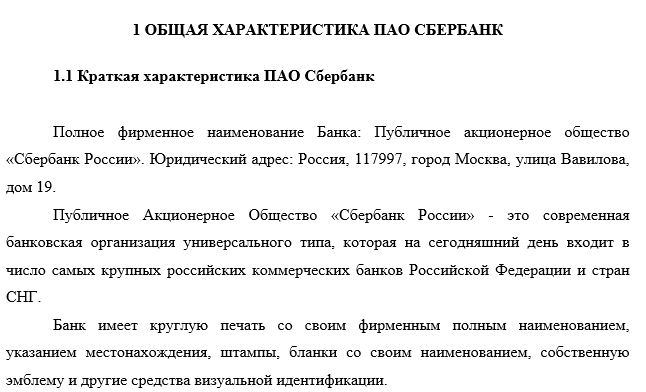 1 ОБЩАЯ ХАРАКТЕРИСТИКА ПАО СБЕРБАНК
1.1 Краткая характеристика ПАО Сбербанк
Полное фирменное наименование Банка: Публичное акционерное общество
«Сбербанк России». Юридический адрес: Россия, 117997, город Москва, улица Вавилова,
дом 19.
Публичное Акционерное Общество «Сбербанк России» - это современная
банковская организация универсального типа, которая на сегодняшний день входит в
число самых крупных российских коммерческих банков Российской Федерации и стран
СНГ.
Банк имеет круглую печать со своим фирменным полным наименованием,
указанием местонахождения, штампы, бланки со своим наименованием, собственную
эмблему и другие средства визуальной идентификации.